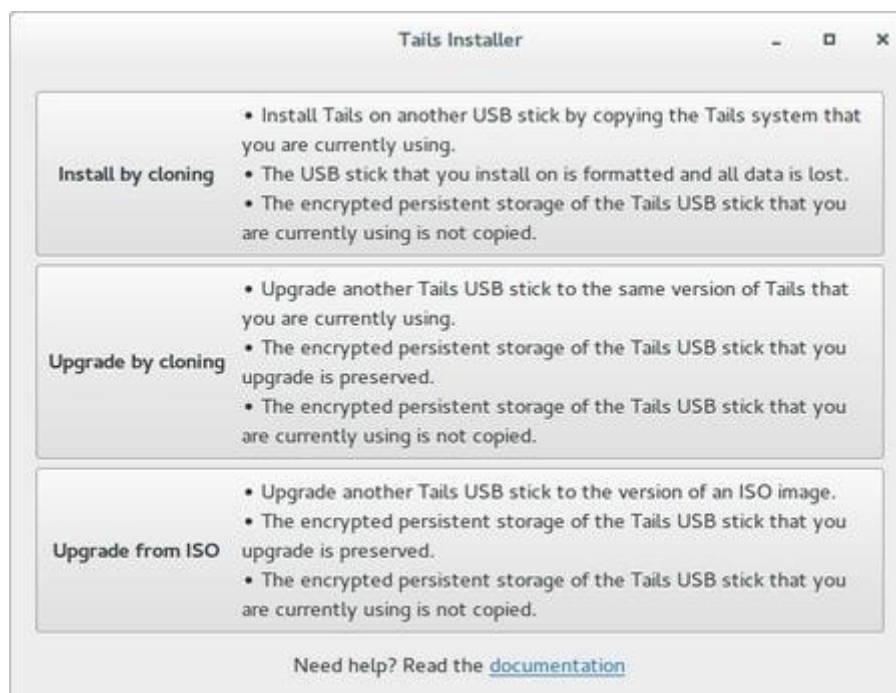 Tails Installer
Install by cloning
• Install Tails on another USB stick by copying the Tails system that
you are currently using.
• The USB stick that you install on is formatted and all data is lost.
• The encrypted persistent storage of the Tails USB stick that you
are currently using is not copied.
Upgrade by cloning
• Upgrade another Tails USB stick to the same version of Tails that
you are currently using.
• The encrypted persistent storage of the Tails USB stick that you
upgrade is preserved.
• The encrypted persistent storage of the Tails USB stick that you
are currently using is not copied.
Upgrade from ISO
• Upgrade another Tails USB stick to the version of an ISO image.
• The encrypted persistent storage of the Tails USB stick that you
upgrade is preserved.
• The encrypted persistent storage of the Tails USB stick that you
are currently using is not copied.
Need help? Read the documentation